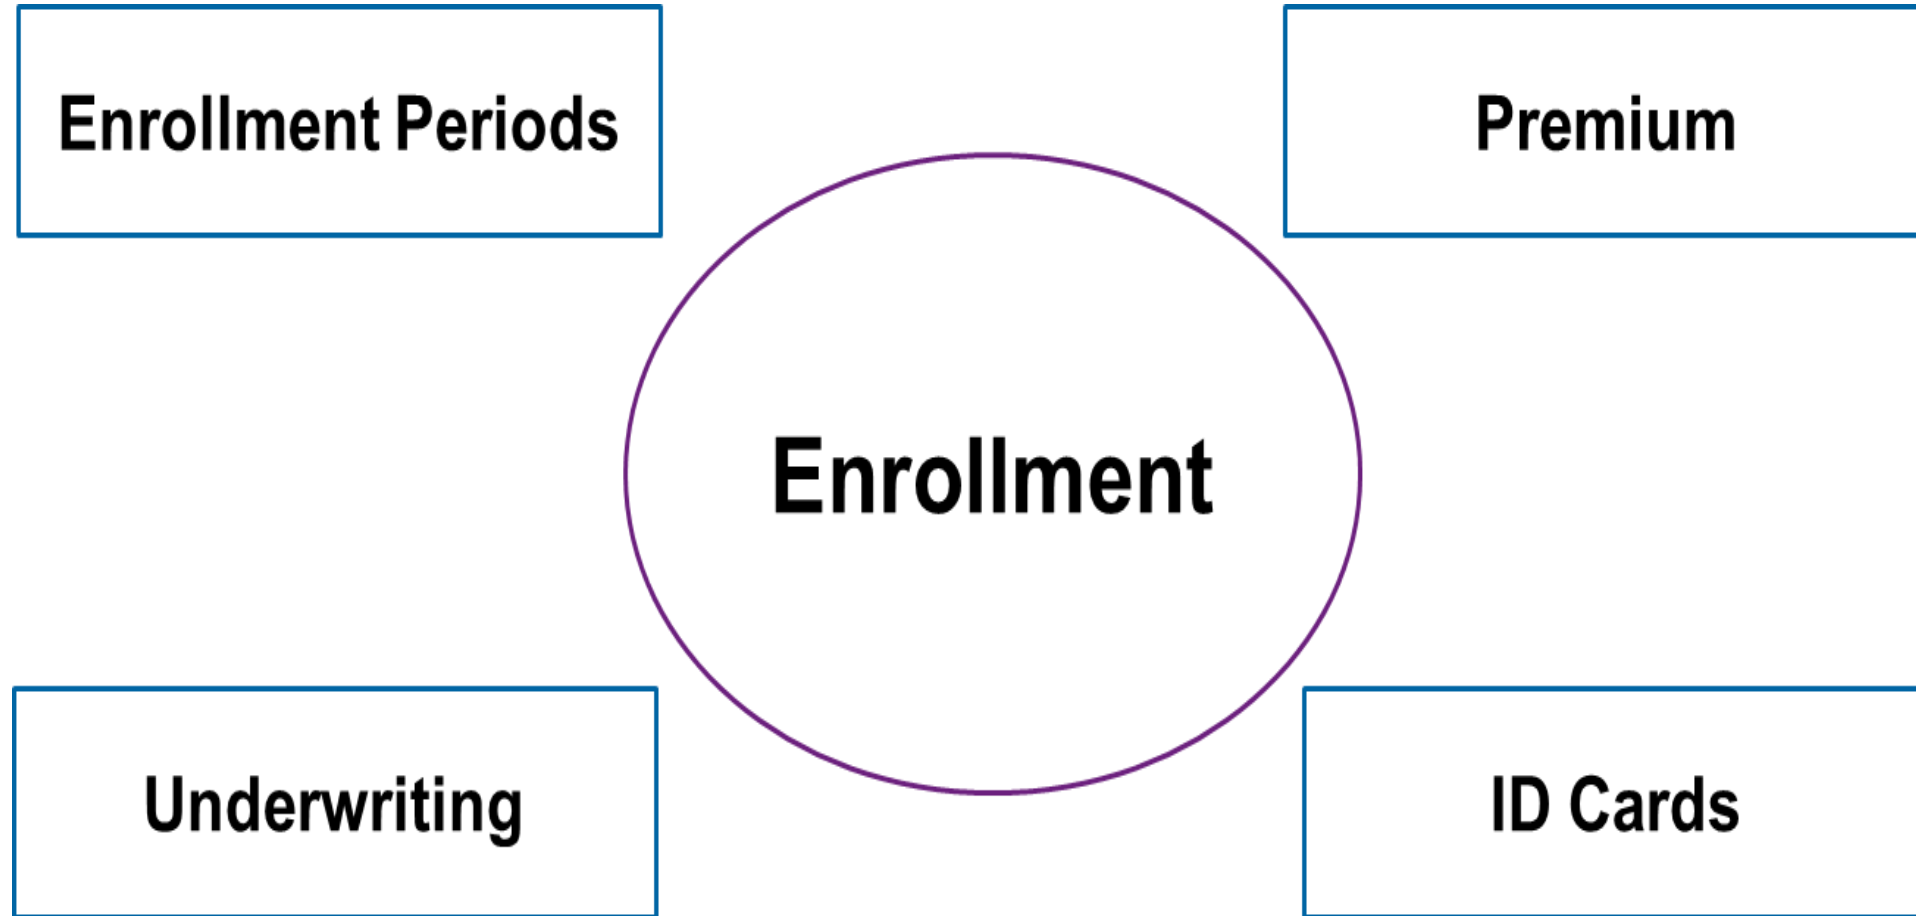 Enrollment Periods
Premium
Enrollment
Underwriting
ID Cards